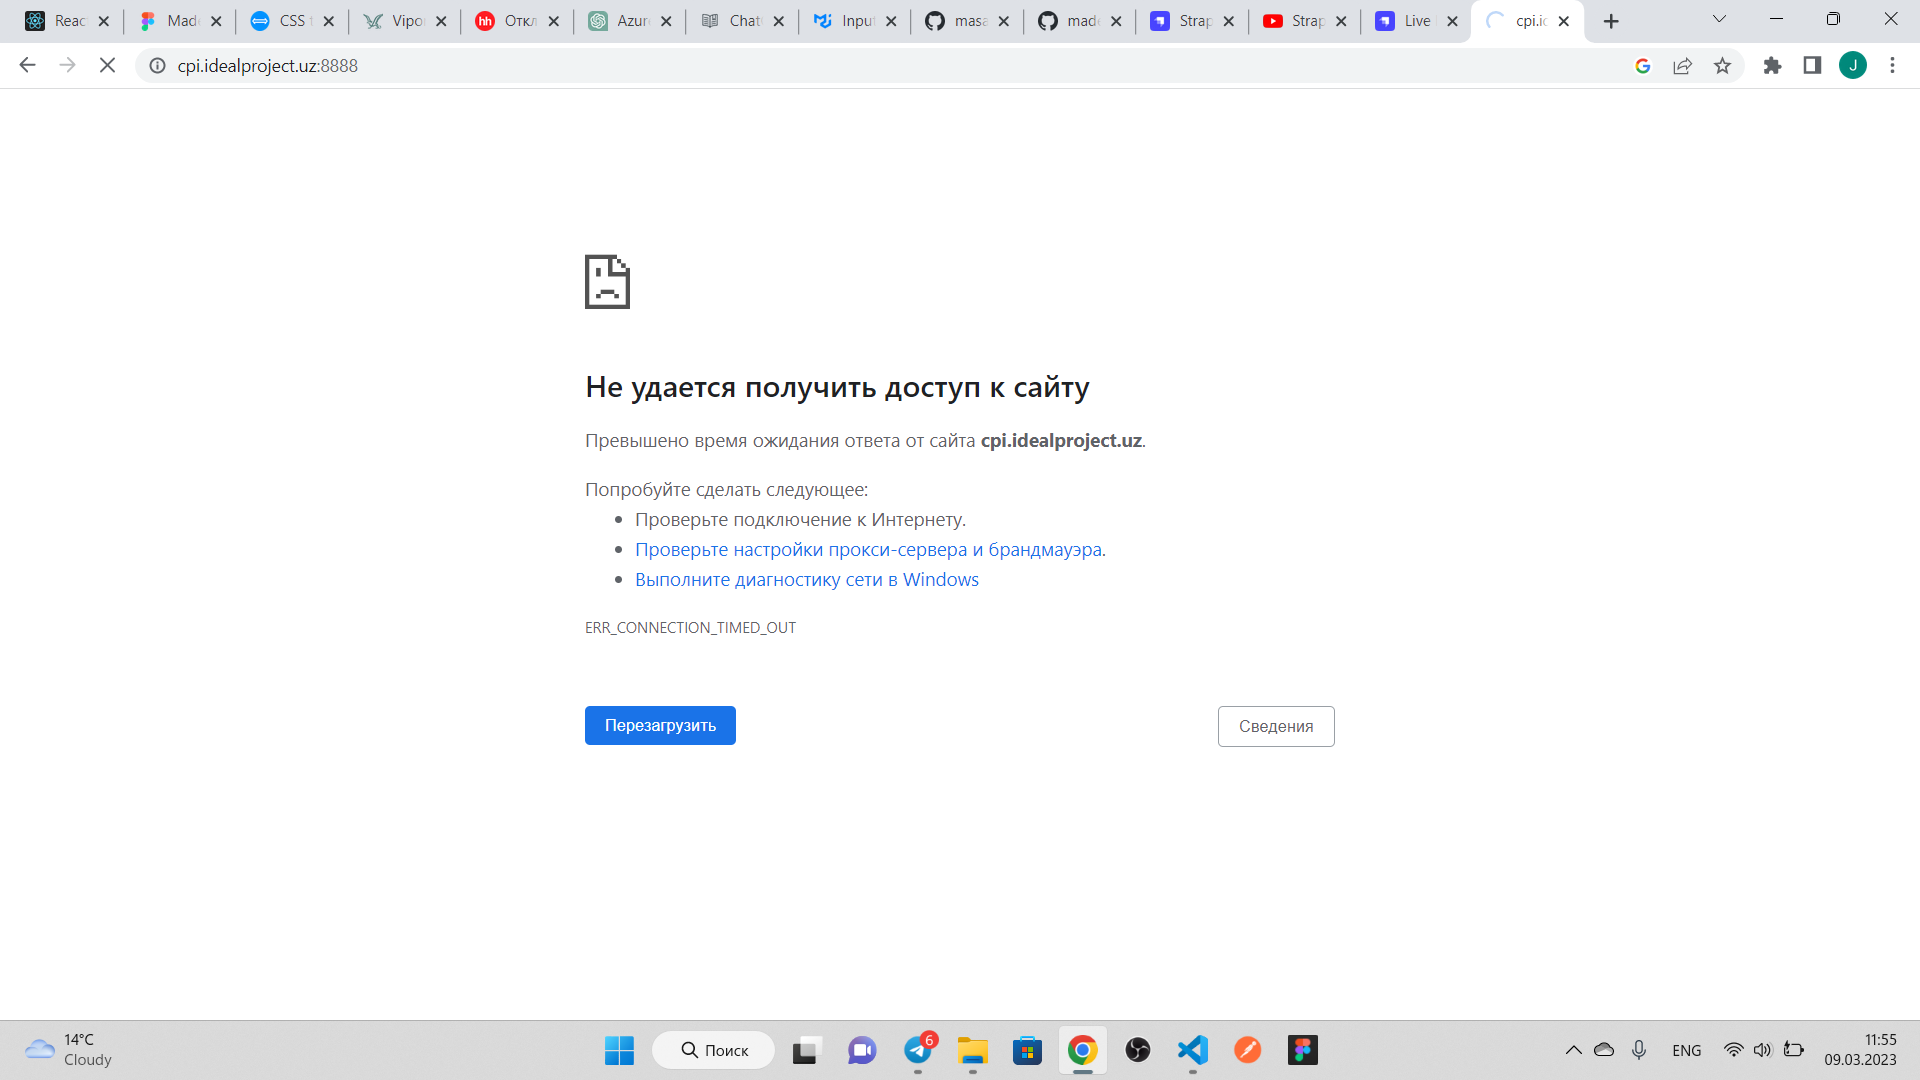 Reac
Made
CSS f
Vipo
hh
Откл
Azur
Chat
Input
masa
made
Strap
Strap
Live
cpi.ic
cpi.idealproject.uz:8888
J
Не удается получить доступ к сайту
Превышено время ожидания ответа от сайта cpi.idealproject.uz.
Попробуйте сделать следующее:
Проверьте подключение к Интернету.
Проверьте настройки прокси-сервера и брандмауэра.
Выполните диагностику сети в Windows
ERR_CONNECTION_TIMED_OUT
Перезагрузить
Сведения
14°C
Cloudy
Поиск
6
ENG
11:55
09.03.2023